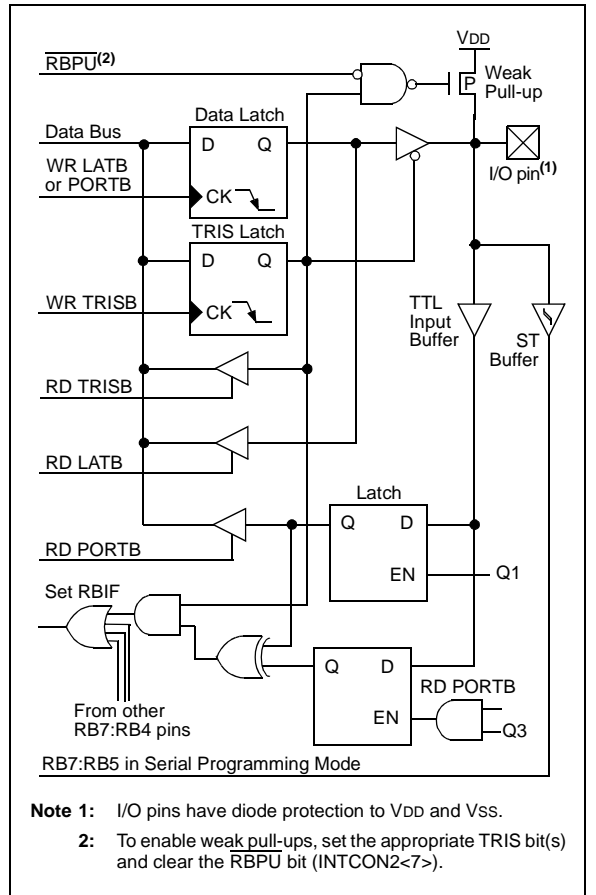 VDD
RBPU(2)
P
Weak
Pull-up
Data Latch
Data Bus
D Q
WR LATB
or PORTB
CK
I/O pin(1)
TRIS Latch
D Q
WR TRISB
CK
TTL
Input
Buffer
ST
Buffer
RD TRISB
RD LATB
Latch
Q D
RD PORTB
EN
Q1
Set RBIF
Q D
RD PORTB
EN
Q3
From other
RB7:RB4 pins
RB7:RB5 in Serial Programming Mode
Note 1: I/O pins have diode protection to VDD and VSS.
2: To enable weak pull-ups, set the appropriate TRIS bit(s)
and clear the RBPU bit (INTCON2<7>).